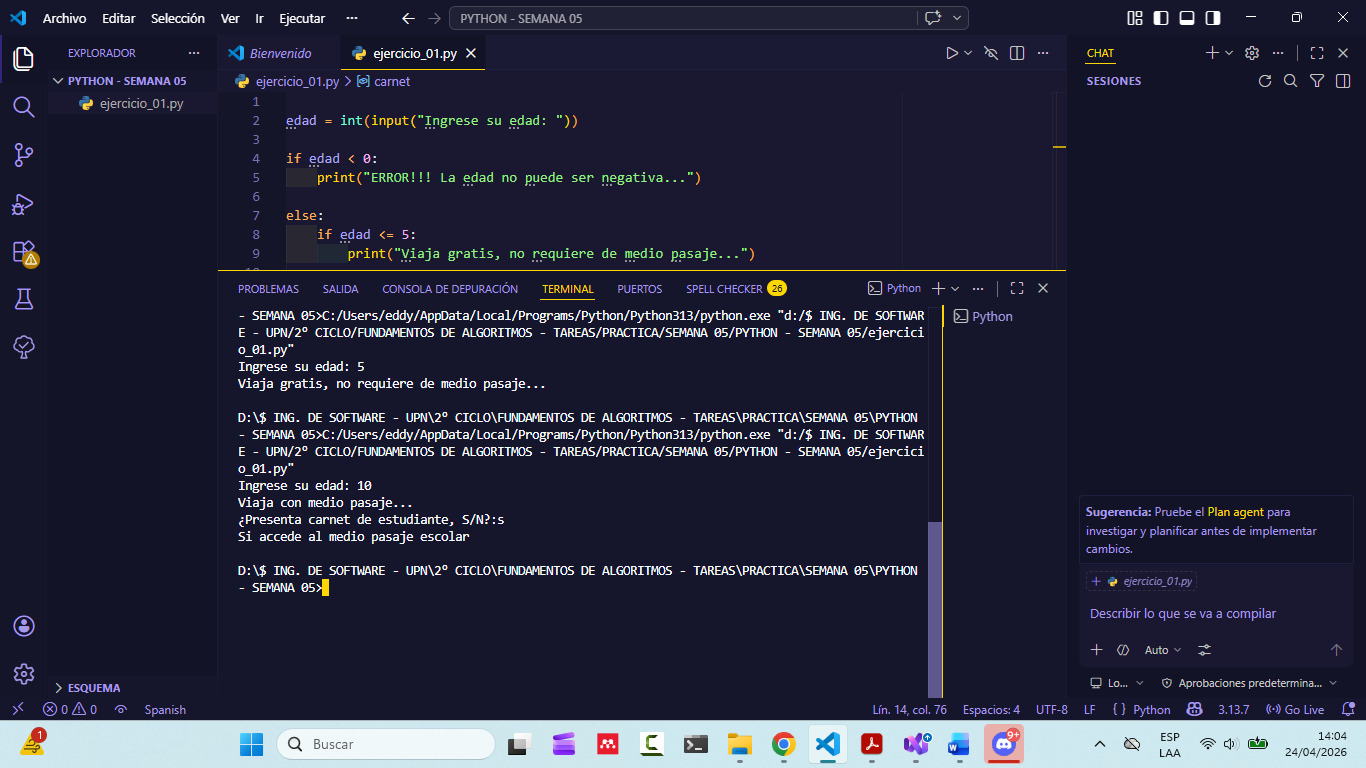 Archivo Editar Selección Ver Ir Ejecutar ···
PYTHON - SEMANA 05
EXPLORADOR ···
PYTHON - SEMANA 05
ejercicio_01.py
ESQUEMA
Bienvenido
ejercicio_01.py
ejercicio_01.py > carnet
1
2 edad = int(input("Ingrese su edad: "))
3
4 if edad < 0:
5 print("ERROR!!! La edad no puede ser negativa...")
6
7 else:
8 if edad <= 5:
9 print("Viaja gratis, no requiere de medio pasaje...")
PROBLEMAS SALIDA CONSOLA DE DEPURACIÓN TERMINAL PUERTOS SPELL CHECKER 26
Python
Python
- SEMANA 05>C:/Users/eddy/AppData/Local/Programs/Python/Python313/python.exe "d:/$ ING. DE SOFTWAR
E - UPN/2º CICLO/FUNDAMENTOS DE ALGORITMOS - TAREAS/PRACTICA/SEMANA 05/PYTHON - SEMANA 05/ejercici
o_01.py"
Ingrese su edad: 5
Viaja gratis, no requiere de medio pasaje...
D:\$ ING. DE SOFTWARE - UPN\2º CICLO\FUNDAMENTOS DE ALGORITMOS - TAREAS\PRACTICA\SEMANA 05\PYTHON
- SEMANA 05>C:/Users/eddy/AppData/Local/Programs/Python/Python313/python.exe "d:/$ ING. DE SOFTWAR
E - UPN/2º CICLO/FUNDAMENTOS DE ALGORITMOS - TAREAS/PRACTICA/SEMANA 05/PYTHON - SEMANA 05/ejercici
o_01.py"
Ingrese su edad: 10
Viaja con medio pasaje...
¿Presenta carnet de estudiante, S/N?:s
Si accede al medio pasaje escolar
D:\$ ING. DE SOFTWARE - UPN\2º CICLO\FUNDAMENTOS DE ALGORITMOS - TAREAS\PRACTICA\SEMANA 05\PYTHON
- SEMANA 05>
CHAT
SESIONES
Sugerencia: Pruebe el Plan agent para
investigar y planificar antes de implementar
cambios.
ejercicio_01.py
Describir lo que se va a compilar
Auto
Lo... Aprobaciones predetermina...
0 0 Spanish
Lín. 14, col. 76 Espacios: 4 UTF-8 LF { } Python 3.13.7 Go Live
1
Buscar
9+
ESP
LAA
14:04
24/04/2026